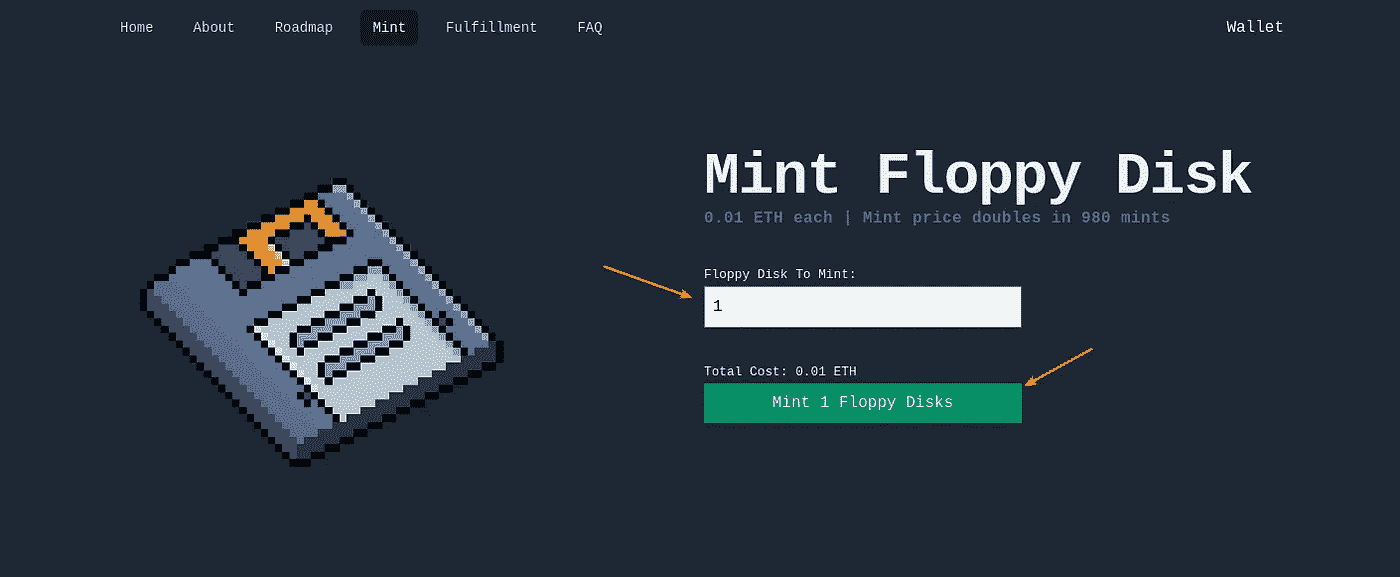 Home About Roadmap Mint Fulfillment FAQ Wallet
Mint Floppy Disk
0.01 ETH each | Mint price doubles in 980 mints
Floppy Disk To Mint:
1
Total Cost: 0.01 ETH
Mint 1 Floppy Disks